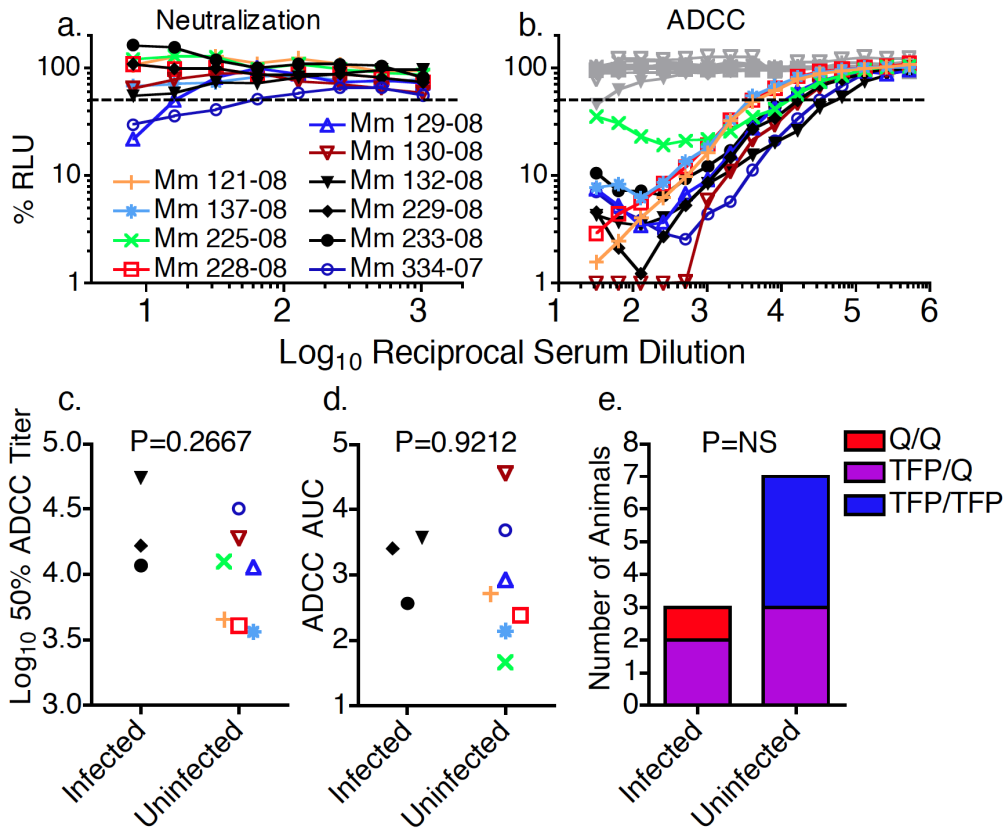 a.
Neutralization
b.
ADCC
% RLU
100
10
1
1
2
3
100
10
1
1
2
3
4
5
6
Mm 129-08
Mm 130-08
Mm 121-08
Mm 132-08
Mm 137-08
Mm 229-08
Mm 225-08
Mm 233-08
Mm 228-08
Mm 334-07
Log10 Reciprocal Serum Dilution
c.
P=0.2667
Log10 50% ADCC Titer
5.0
4.5
4.0
3.5
3.0
Infected
Uninfected
d.
P=0.9212
ADCC AUC
5
4
3
2
1
Infected
Uninfected
e.
P=NS
Number of Animals
8
7
6
5
4
3
2
1
0
Infected
Uninfected
Q/Q
TFP/Q
TFP/TFP